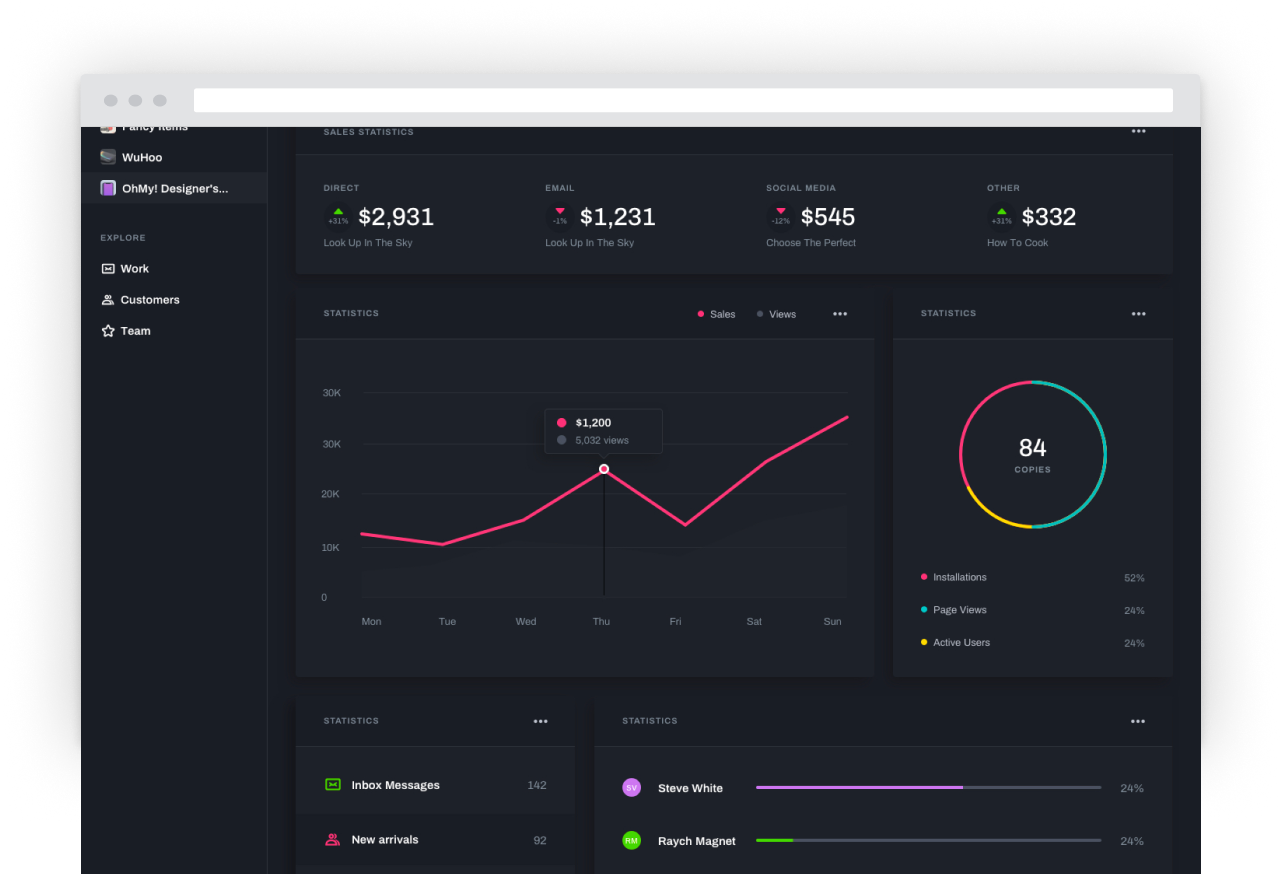 Fancy Items
WuHoo
OhMy! Designer's...
EXPLORE
Work
Customers
Team
SALES STATISTICS
DIRECT
+31%
$2,931
Look Up In The Sky
EMAIL
-1%
$1,231
Look Up In The Sky
SOCIAL MEDIA
-12%
$545
Choose The Perfect
OTHER
+31%
$332
How To Cook
STATISTICS
Sales
Views
30K
30K
20K
10K
0
$1,200
5,032 views
Mon Tue Wed Thu Fri Sat Sun
STATISTICS
84
COPIES
Installations 52%
Page Views 24%
Active Users 24%
STATISTICS
Inbox Messages 142
New arrivals 92
STATISTICS
SV Steve White 24%
RM Raych Magnet 24%